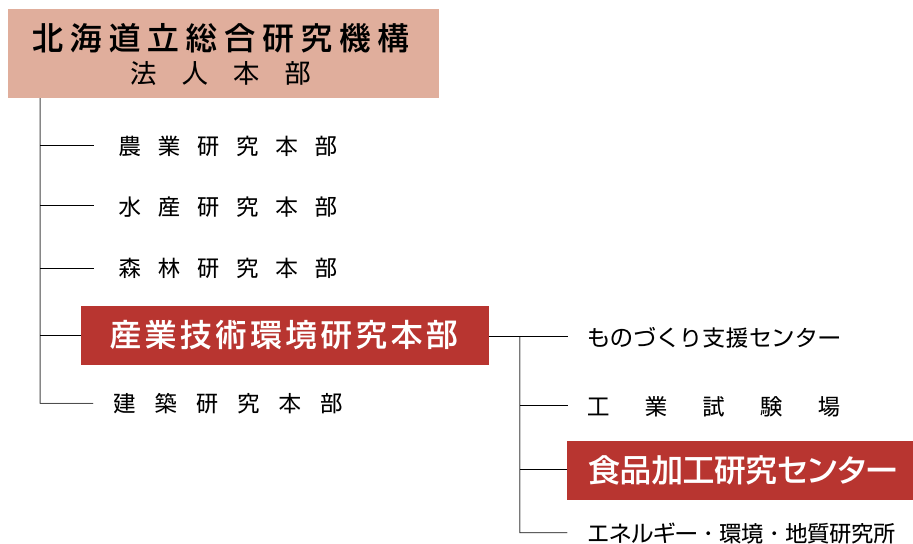 北海道立総合研究機構
法人本部
農業研究本部
水産研究本部
森林研究本部
産業技術環境研究本部
建築研究本部
ものづくり支援センター
工業試験場
食品加工研究センター
エネルギー・環境・地質研究所